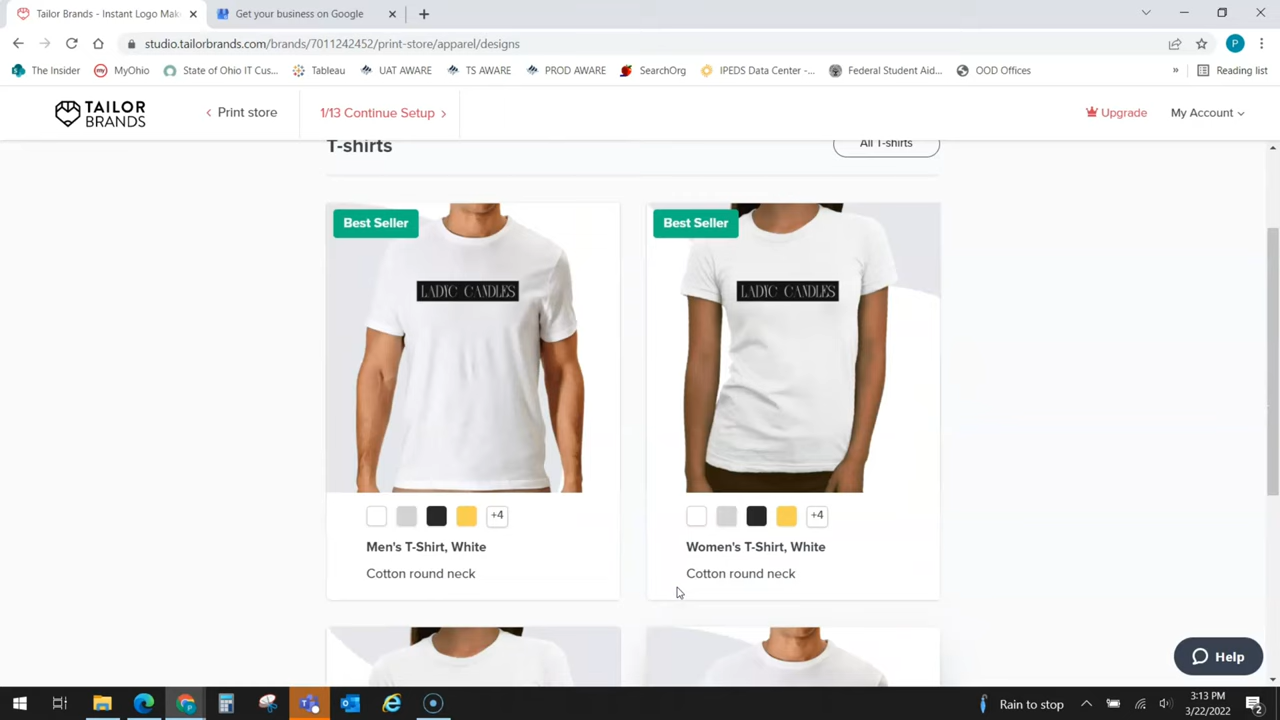 Tailor Brands - Instant Logo Mak
Get your business on Google
studio.tailorbrands.com/brands/7011242452/print-store/apparel/designs
P
The Insider
MyOhio
State of Ohio IT Cus...
Tableau
UAT AWARE
TS AWARE
PROD AWARE
SearchOrg
IPEDS Data Center -...
Federal Student Aid...
OOD Offices
»
Reading list
TAILOR
BRANDS
Print store
1/13 Continue Setup
Upgrade
My Account
T-shirts
All T-shirts
Best Seller
Best Seller
LADYC CANDLES
LADYC CANDLES
+4
+4
Men's T-Shirt, White
Women's T-Shirt, White
Cotton round neck
Cotton round neck
Help
Rain to stop
3:13 PM
3/22/2022
2